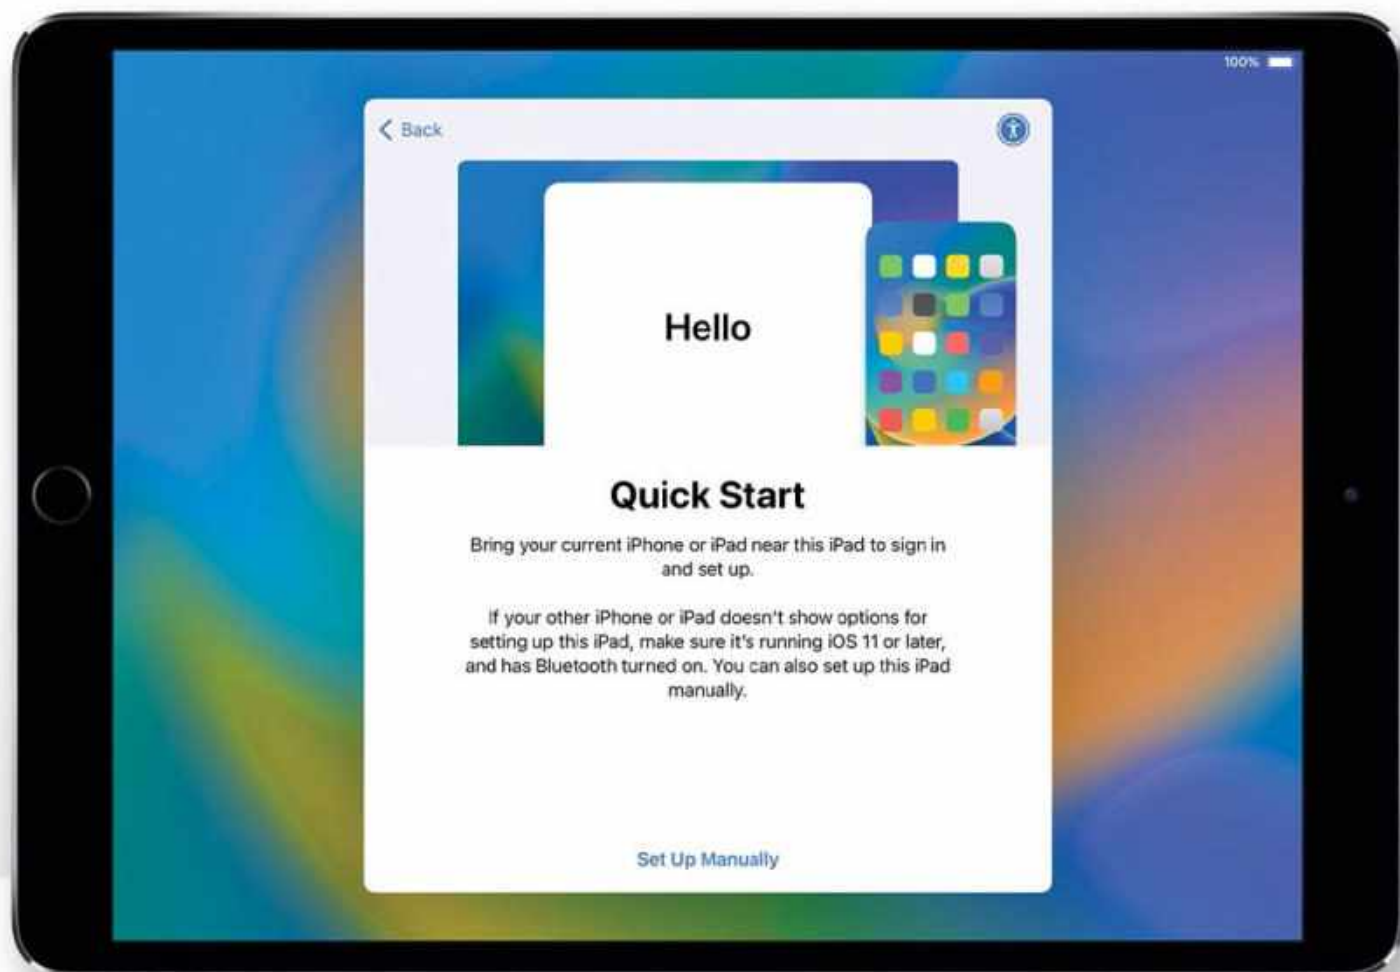 100%
Back
Hello
Quick Start
Bring your current iPhone or iPad near this iPad to sign in
and set up.
If your other iPhone or iPad doesn't show options for
setting up this iPad, make sure it's running iOS 11 or later,
and has Bluetooth turned on. You can also set up this iPad
manually.
Set Up Manually